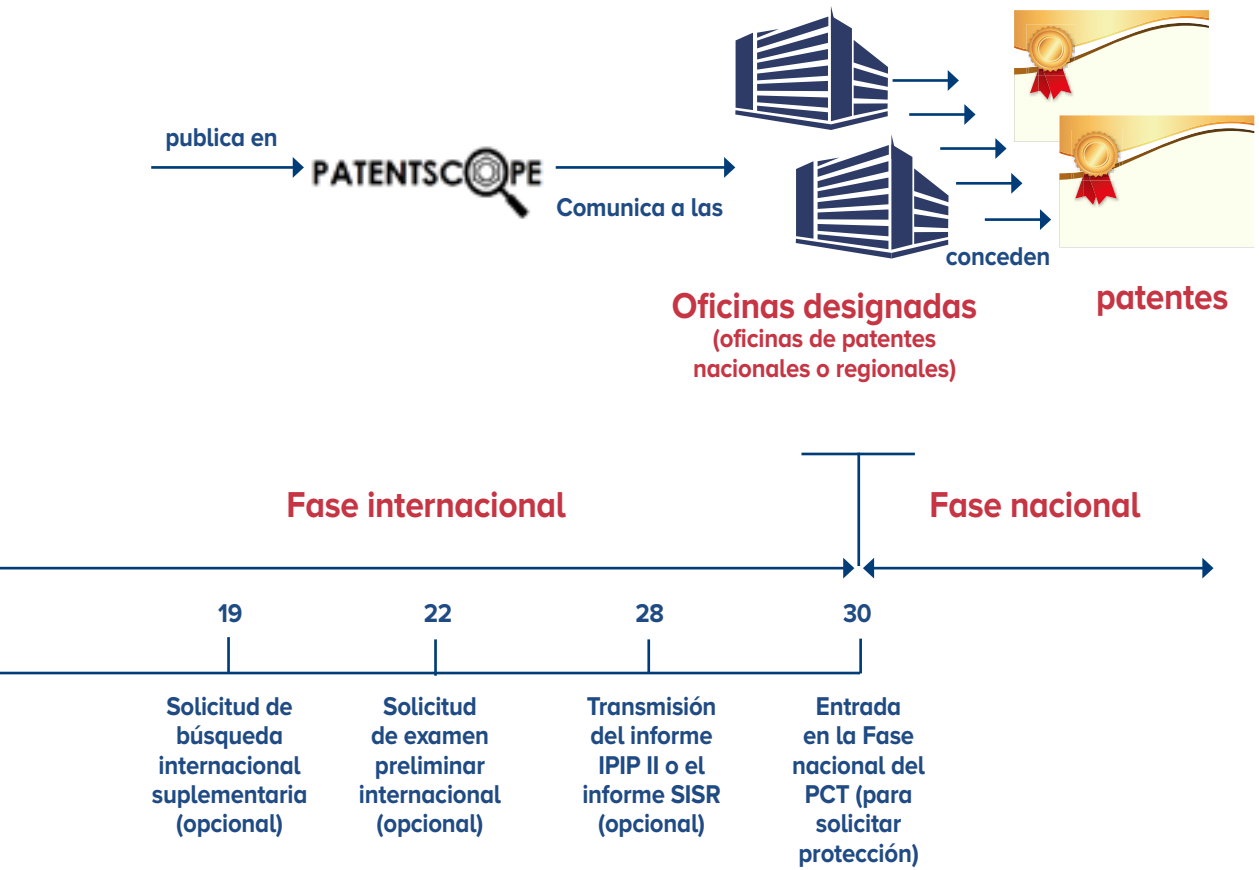 publica en
PATENTSCOPE
Comunica a las
conceden
Oficinas designadas
(oficinas de patentes
nacionales o regionales)
patentes
Fase internacional
Fase nacional
19
22
28
30
Solicitud de
búsqueda
internacional
suplementaria
(opcional)
Solicitud
de examen
preliminar
internacional
(opcional)
Transmisión
del informe
IPIP II o el
informe SISR
(opcional)
Entrada
en la Fase
nacional del
PCT (para
solicitar
protección)